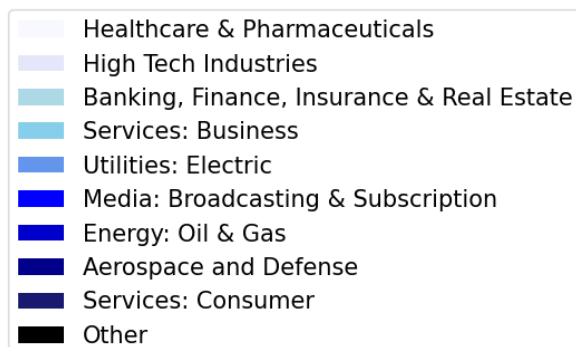 Healthcare & Pharmaceuticals
High Tech Industries
Banking, Finance, Insurance & Real Estate
Services: Business
Utilities: Electric
Media: Broadcasting & Subscription
Energy: Oil & Gas
Aerospace and Defense
Services: Consumer
Other